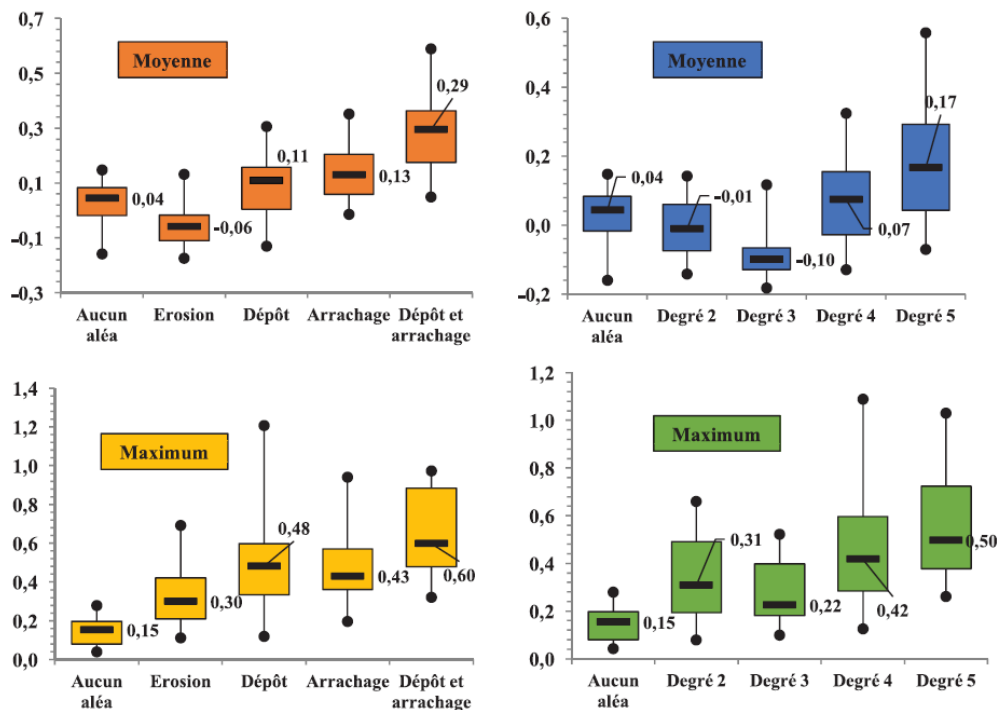 0,7
0,5
0,3
0,1
-0,1
-0,3
Moyenne
0,04
-0,06
0,11
0,13
0,29
Aucun aléa
Erosion
Dépôt
Arrachage
Dépôt et arrachage
0,6
0,4
0,2
0,0
-0,2
Moyenne
0,04
-0,01
-0,10
0,07
0,17
Aucun aléa
Degré 2
Degré 3
Degré 4
Degré 5
1,4
1,2
1,0
0,8
0,6
0,4
0,2
0,0
Maximum
0,15
0,30
0,48
0,43
0,60
Aucun aléa
Erosion
Dépôt
Arrachage
Dépôt et arrachage
1,2
1,0
0,8
0,6
0,4
0,2
0,0
Maximum
0,15
0,31
0,22
0,42
0,50
Aucun aléa
Degré 2
Degré 3
Degré 4
Degré 5